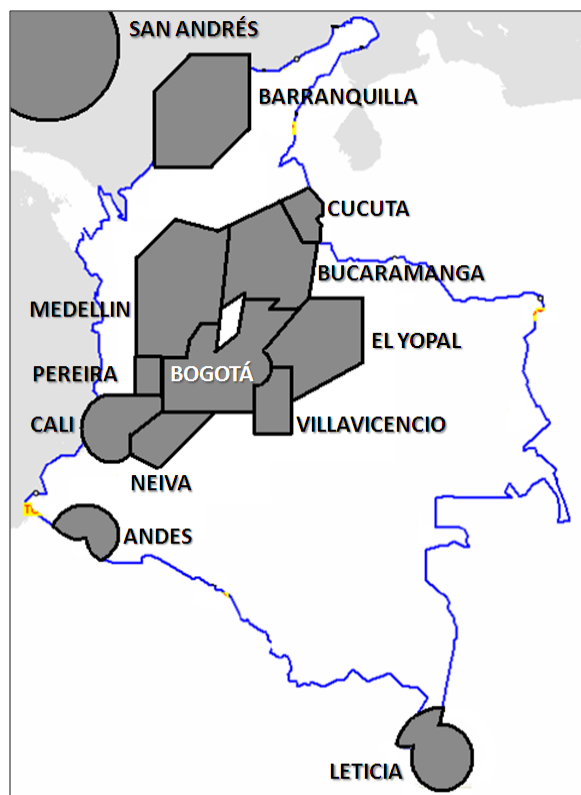 SAN ANDRÉS
BARRANQUILLA
CUCUTA
BUCARAMANGA
MEDELLIN
EL YOPAL
PEREIRA
BOGOTÁ
CALI
VILLAVICENCIO
NEIVA
ANDES
LETICIA